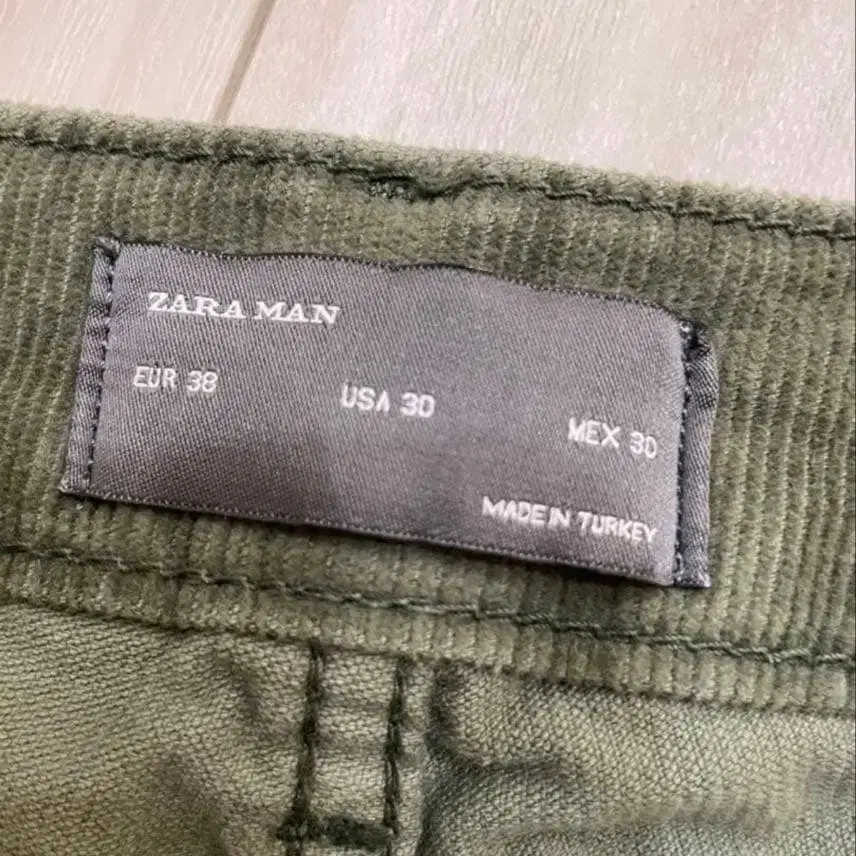 ZARA MAN
EUR 38 USA 30 MEX 30
MADE IN TURKEY